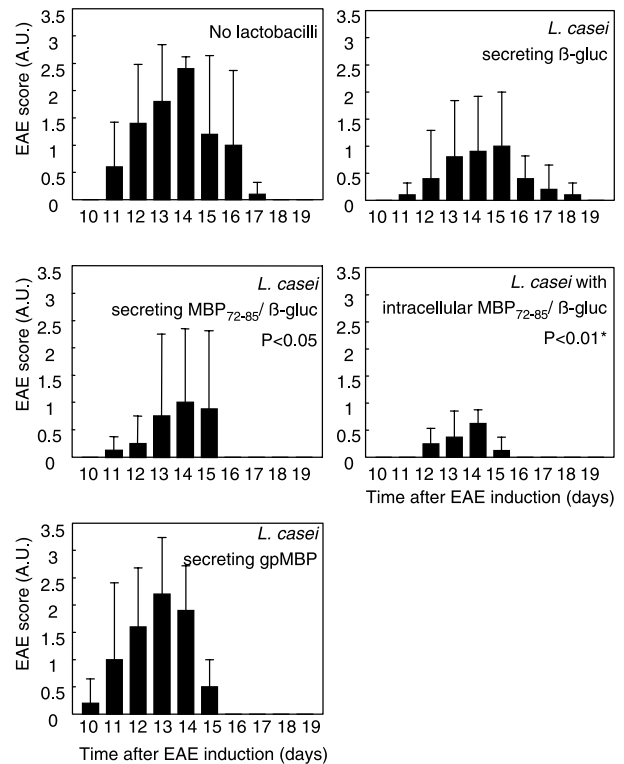 3.5
3
2.5
2
1.5
1
0.5
0
EAE score (A.U.)
No lactobacilli
10 11 12 13 14 15 16 17 18 19
3.5
3
2.5
2
1.5
1
0.5
0
L. casei
secreting ß-gluc
10 11 12 13 14 15 16 17 18 19
3.5
3
2.5
2
1.5
1
0.5
0
EAE score (A.U.)
L. casei
secreting MBP72-85/ ß-gluc
P<0.05
10 11 12 13 14 15 16 17 18 19
3.5
3
2.5
2
1.5
1
0.5
0
L. casei with
intracellular MBP72-85/ ß-gluc
P<0.01*
10 11 12 13 14 15 16 17 18 19
Time after EAE induction (days)
3.5
3
2.5
2
1.5
1
0.5
0
EAE score (A.U.)
L. casei
secreting gpMBP
10 11 12 13 14 15 16 17 18 19
Time after EAE induction (days)